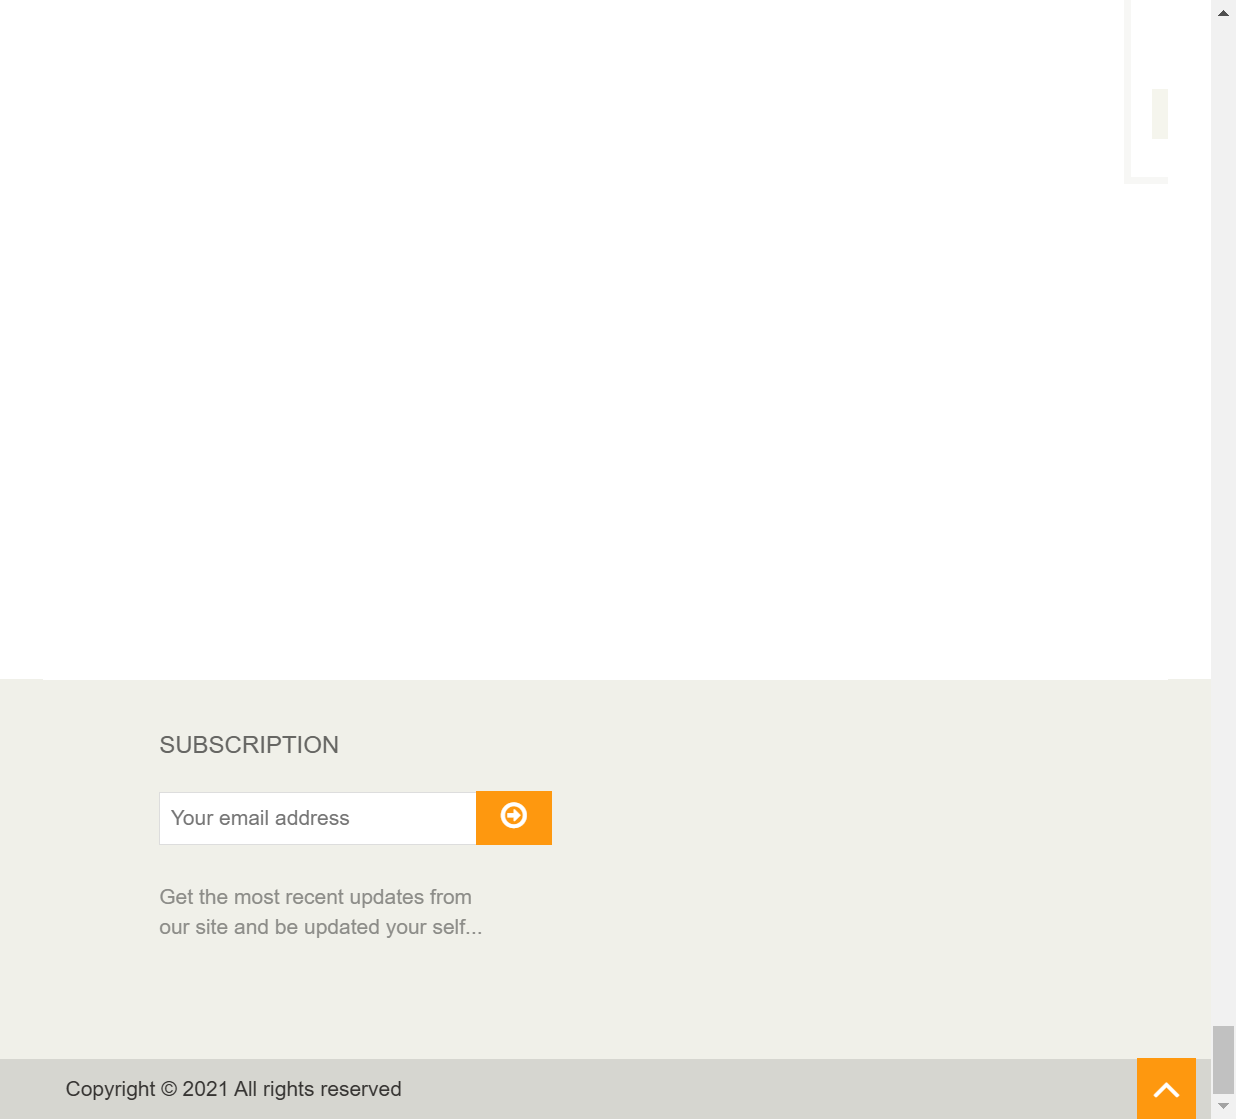 SUBSCRIPTION
Your email address
Get the most recent updates from
our site and be updated your self...
Copyright © 2021 All rights reserved